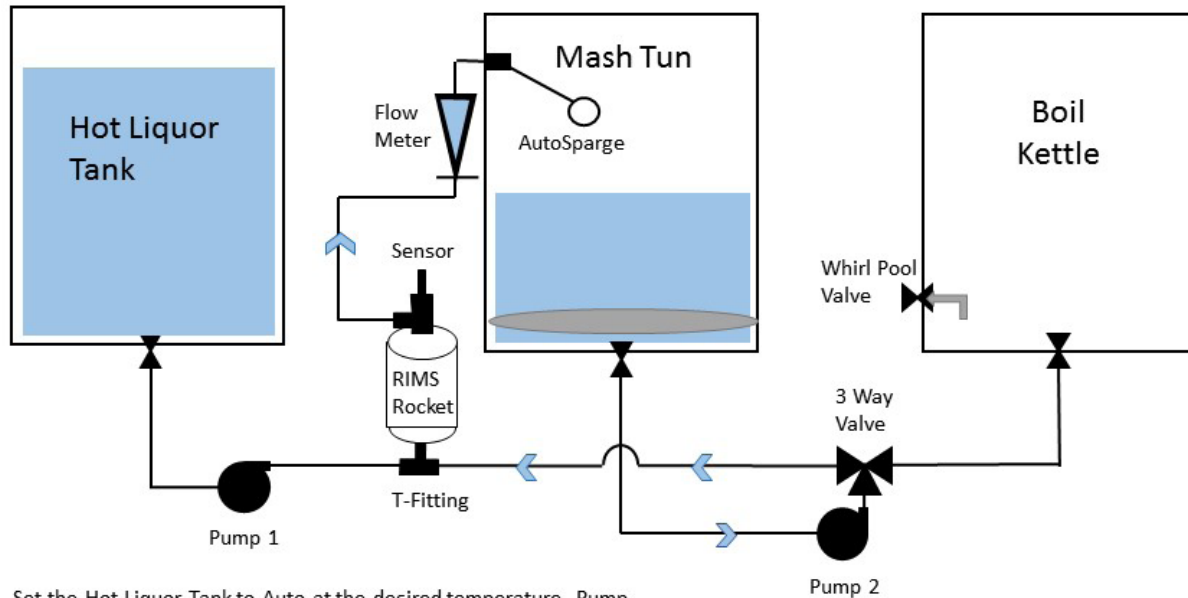 Hot Liquor
Tank
Flow
Meter
Mash Tun
AutoSparge
Boil
Kettle
Sensor
Whirl Pool
Valve
RIMS
Rocket
3 Way
Valve
T-Fitting
Pump 1
Pump 2
Set the Hot Liquor Tank to Auto at the desired temperature. Pump